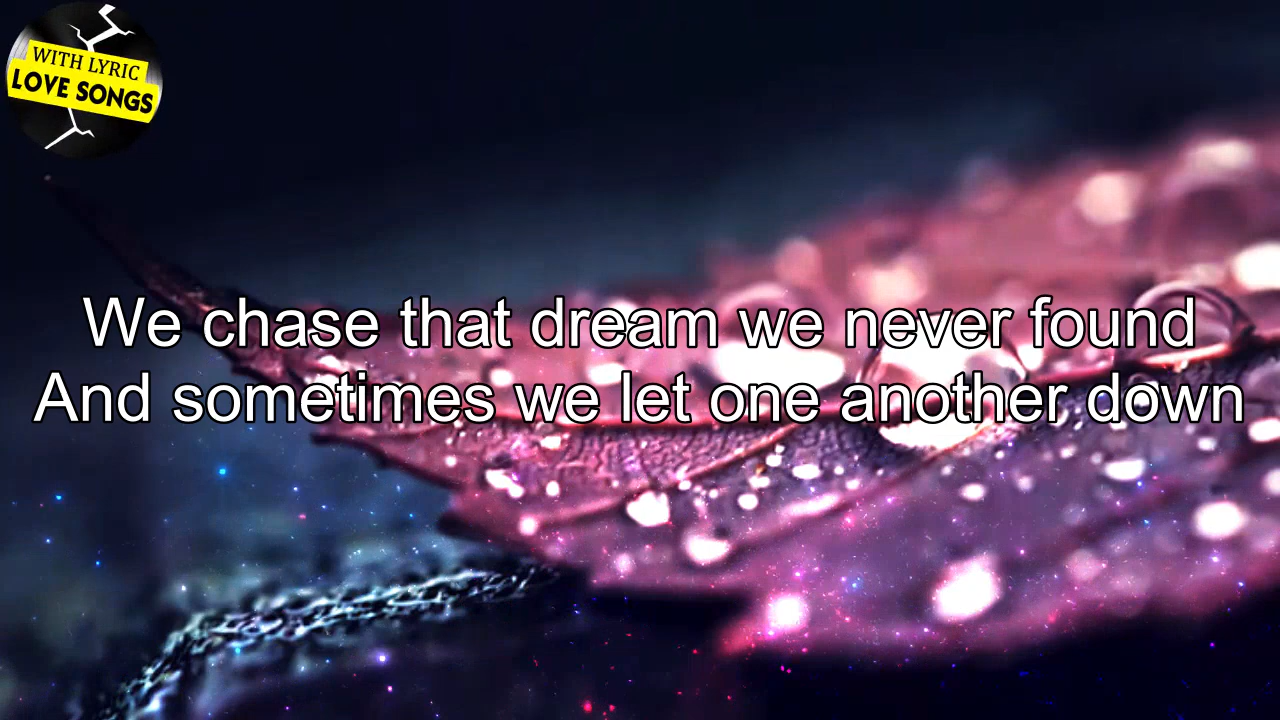 WITH LYRIC
LOVE SONGS
We chase that dream we never found
And sometimes we let one another down